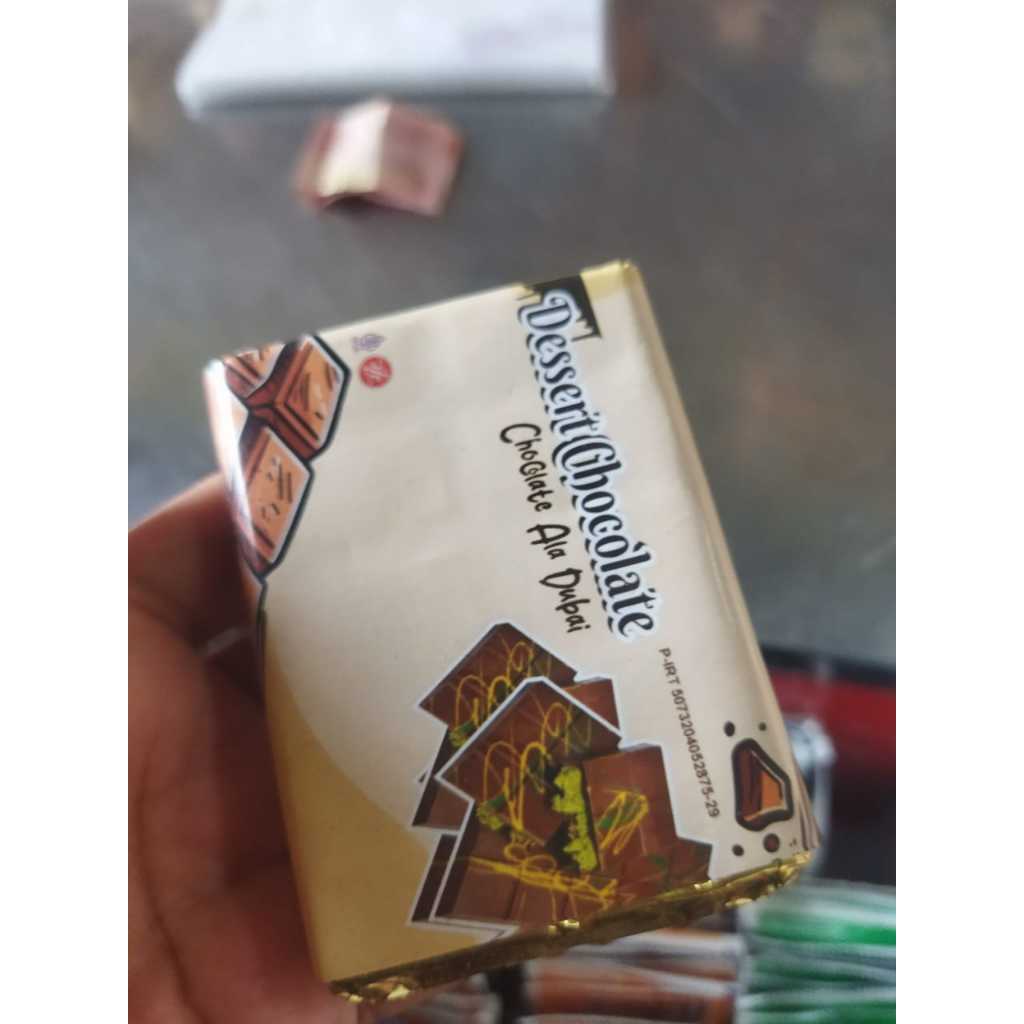 Dessert Chocolate
Chocolate Ala Dubai
P-IRT 5073204052875-29